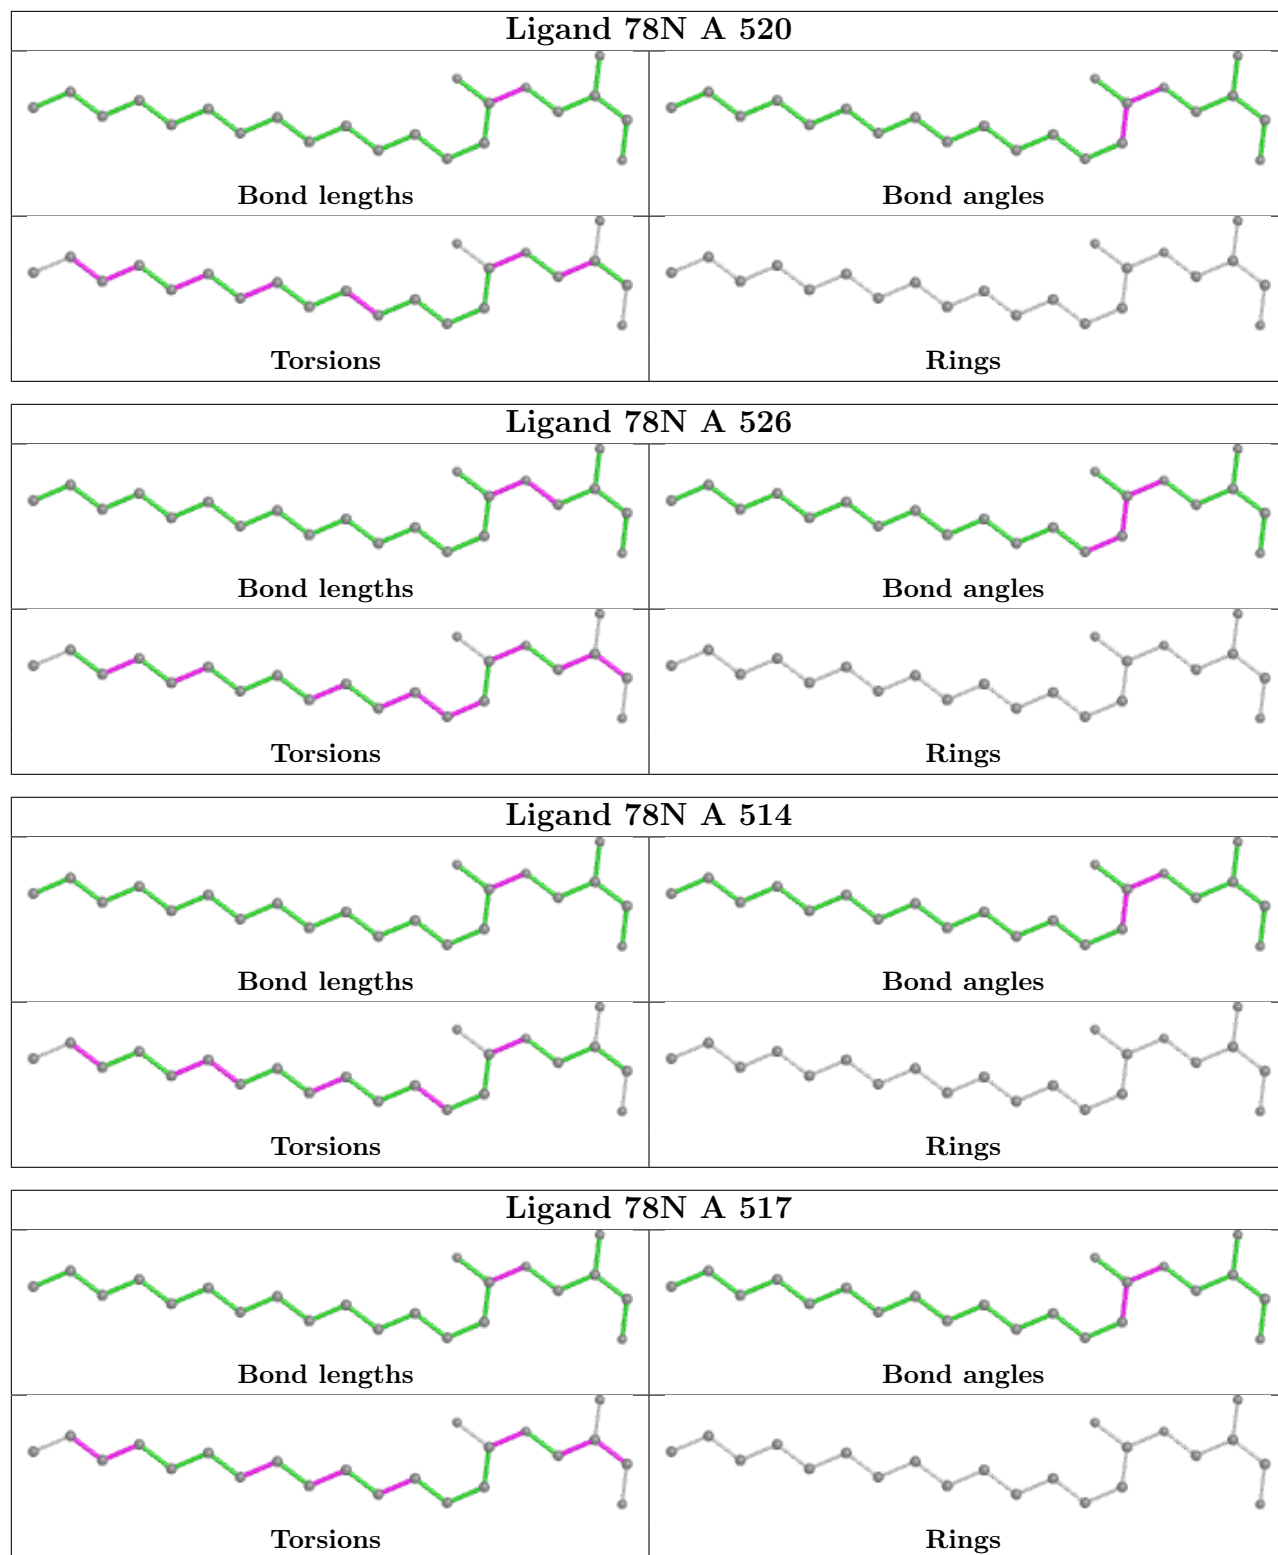 Ligand 78N A 520
Bond lengths
Bond angles
Torsions
Rings
Ligand 78N A 526
Bond lengths
Bond angles
Torsions
Rings
Ligand 78N A 514
Bond lengths
Bond angles
Torsions
Rings
Ligand 78N A 517
Bond lengths
Bond angles
Torsions
Rings